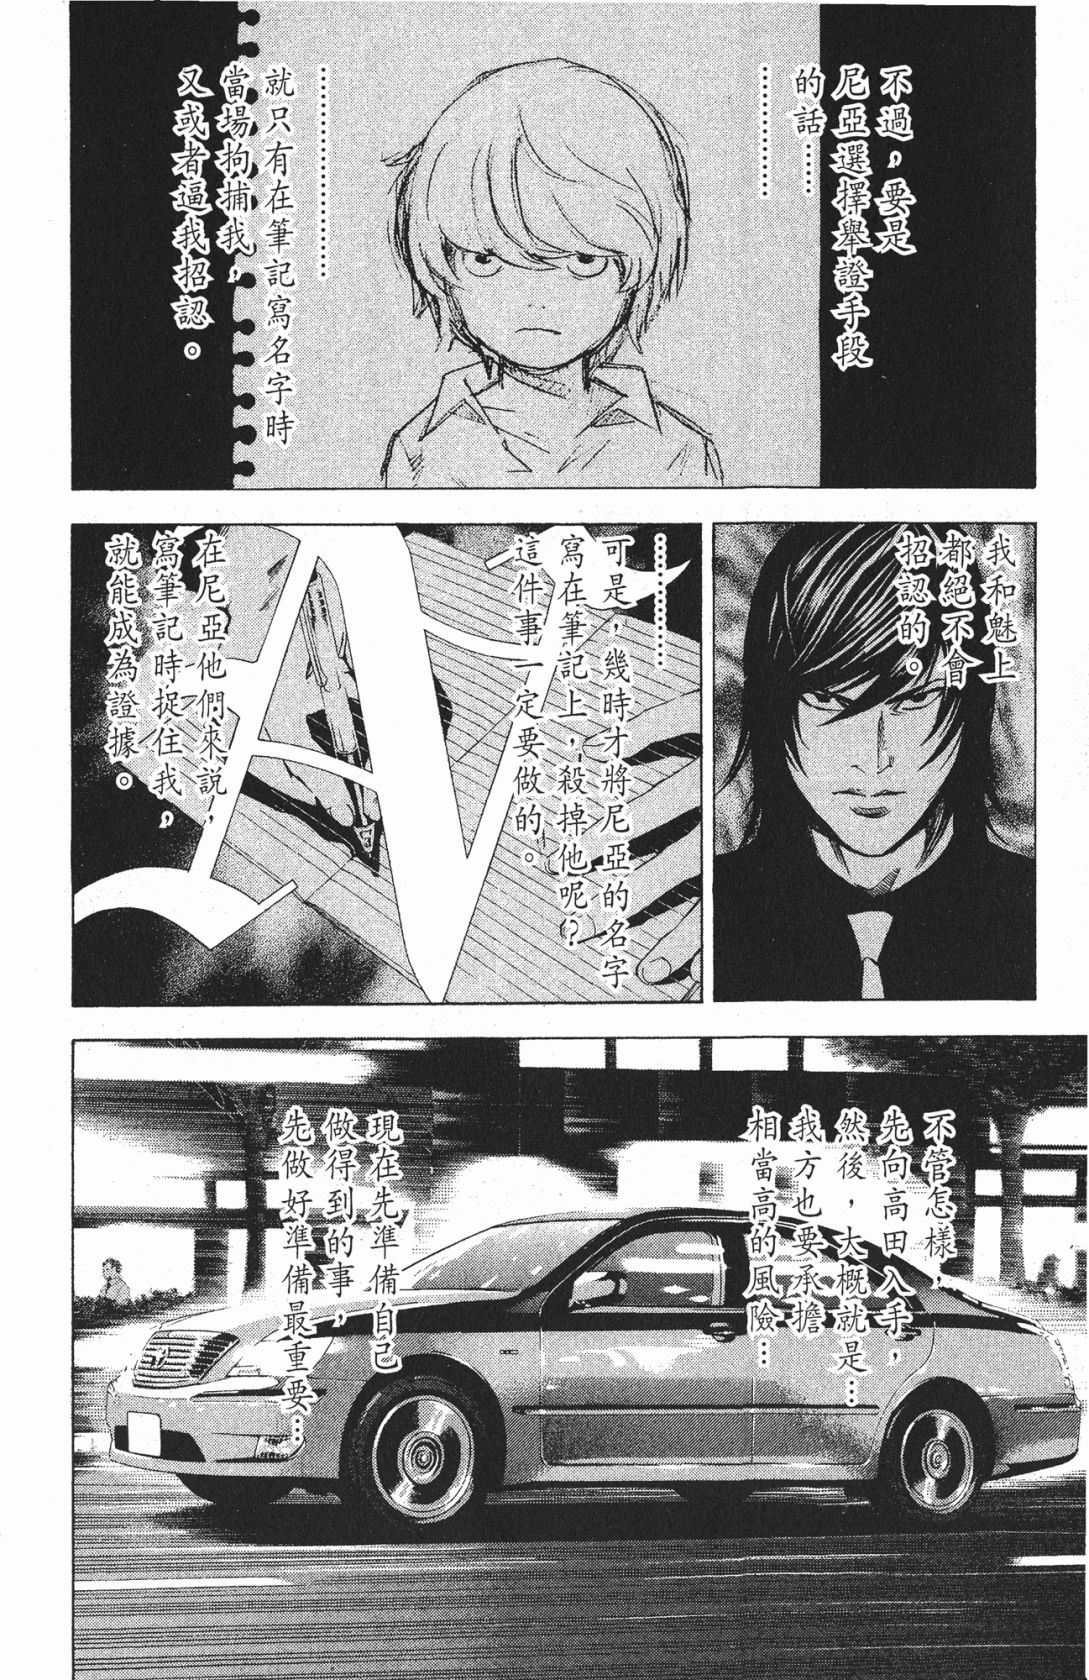 不過，要是
尼亞選擇舉證手段
的話…
………
…………
就只有在筆記寫名字時
當場拘捕我，
又或者逼我招認。
我和魅上
都絕不會
招認的。
…………
可是，幾時才將尼亞的名字
寫在筆記上，殺掉他呢？
這件事一定要做的。
在尼亞他們來說，
寫筆記時捉住我，
就能成為證據。
N
不管怎樣，
先向高田入手，
然後，大概就是…
我方也要承擔
相當高的風險…
現在先準備自己
做得到的事，
先做好準備最重要…